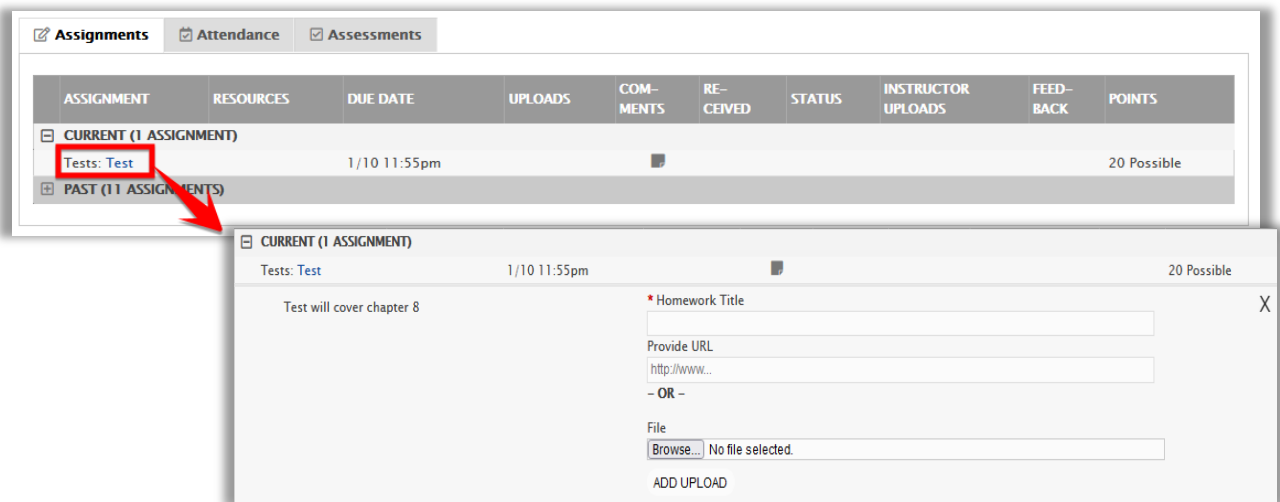 Assignments Attendance Assessments
ASSIGNMENT RESOURCES DUE DATE UPLOADS COM- MENTS RE- CEIVED STATUS INSTRUCTOR UPLOADS FEED- BACK POINTS
CURRENT (1 ASSIGNMENT)
Tests: Test 1/10 11:55pm 20 Possible
PAST (11 ASSIGNMENTS)
CURRENT (1 ASSIGNMENT)
Tests: Test 1/10 11:55pm 20 Possible
Test will cover chapter 8 * Homework Title X
Provide URL
http://www...
– OR –
File
Browse... No file selected.
ADD UPLOAD